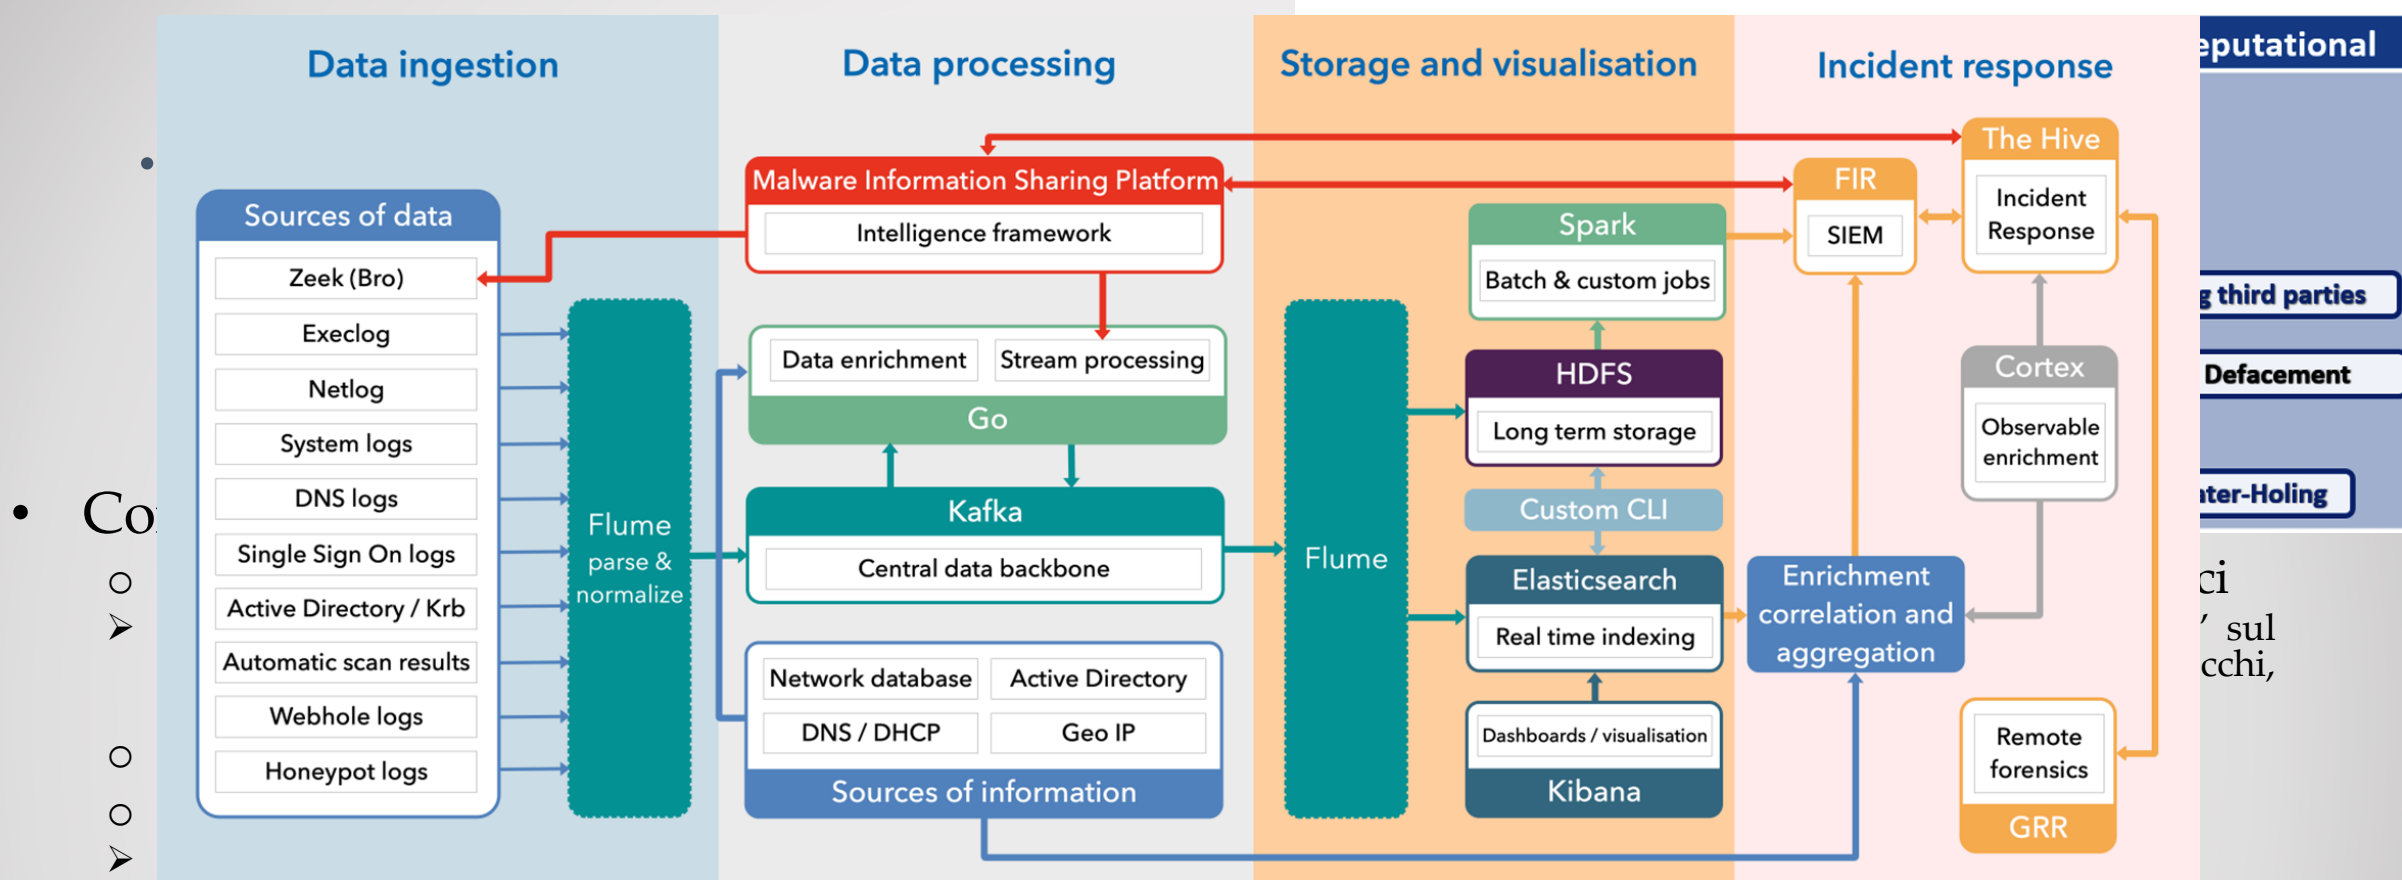 Data ingestion
Data processing
Storage and visualisation
Incident response
Sources of data
Zeek (Bro)
Execlog
Netlog
System logs
DNS logs
Single Sign On logs
Active Directory / Krb
Automatic scan results
Webhole logs
Honeypot logs
Flume
parse &
normalize
Malware Information Sharing Platform
Intelligence framework
Data enrichment
Stream processing
Go
Kafka
Central data backbone
Network database
Active Directory
DNS / DHCP
Geo IP
Sources of information
Flume
Spark
Batch & custom jobs
HDFS
Long term storage
Custom CLI
Elasticsearch
Real time indexing
Dashboards / visualisation
Kibana
FIR
SIEM
The Hive
Incident
Response
Cortex
Observable
enrichment
Enrichment
correlation and
aggregation
Remote
forensics
GRR
eputational
g third parties
Defacement
ater-Holing
ci
’ sul
cchi,